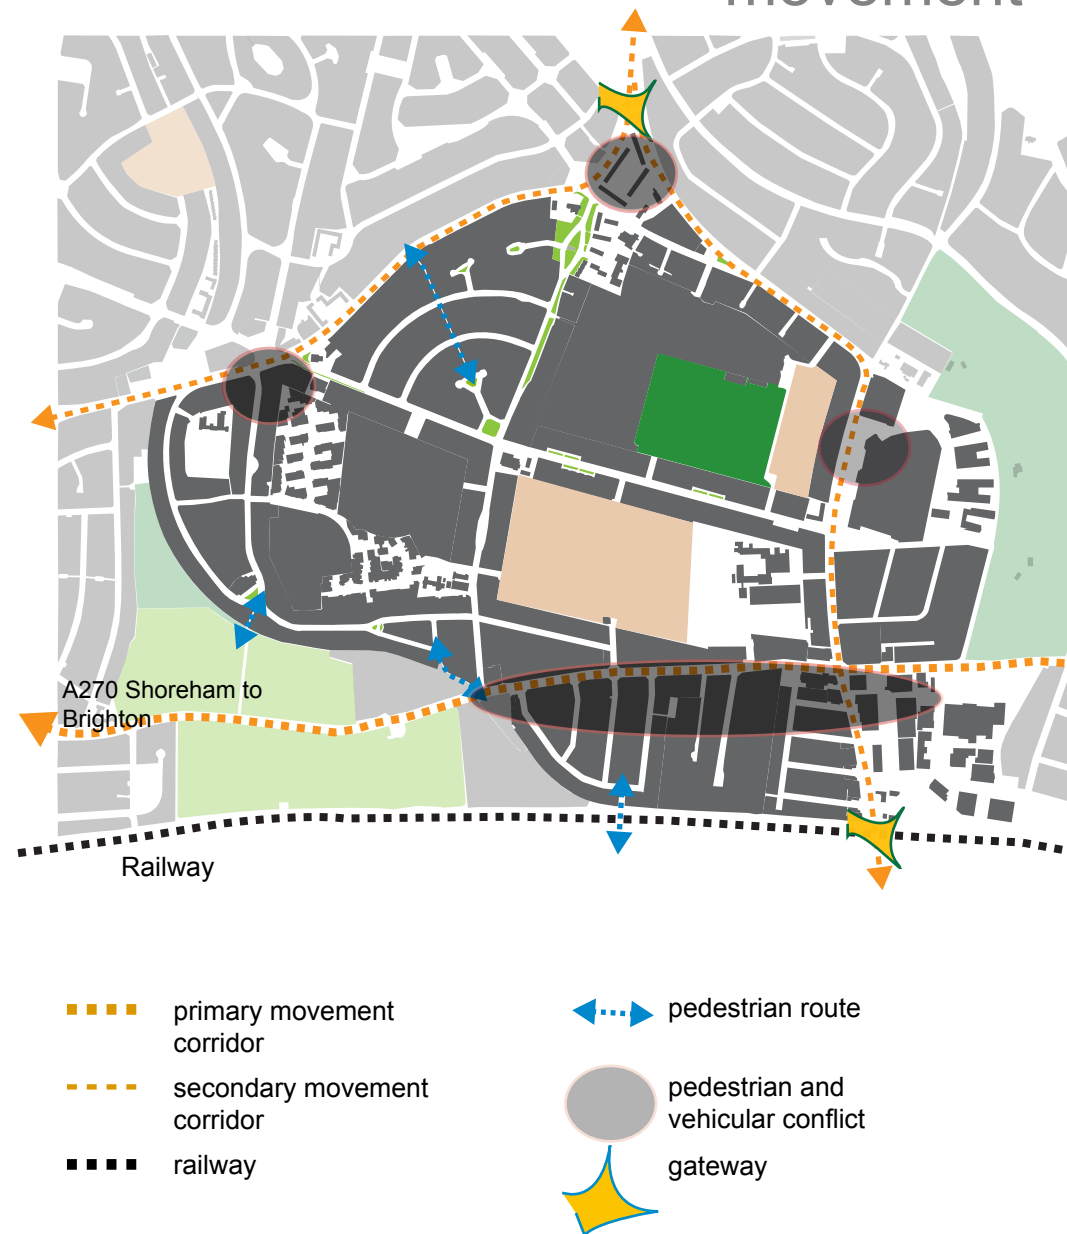 movement
A270 Shoreham to
Brighton
Railway
primary movement
corridor
secondary movement
corridor
railway
pedestrian route
pedestrian and
vehicular conflict
gateway